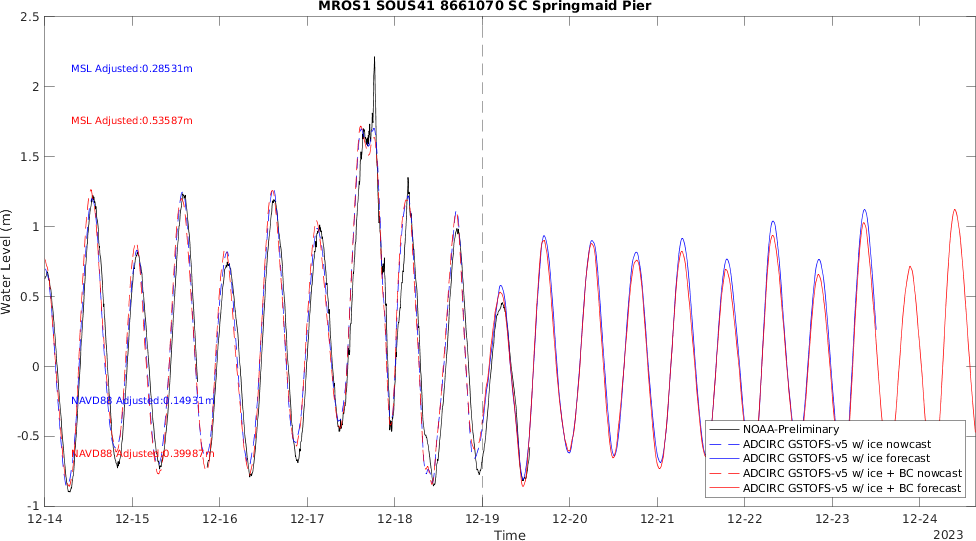 MROS1 SOUS41 8661070 SC Springmaid Pier
2.5
2
1.5
1
0.5
0
-0.5
-1
Water Level (m)
MSL Adjusted:0.28531m
MSL Adjusted:0.53587m
NAVD88 Adjusted:0.14931m
NAVD88 Adjusted:0.39987m
NOAA-Preliminary
ADCIRC GSTOFS-v5 w/ ice nowcast
ADCIRC GSTOFS-v5 w/ ice forecast
ADCIRC GSTOFS-v5 w/ ice + BC nowcast
ADCIRC GSTOFS-v5 w/ ice + BC forecast
12-14 12-15 12-16 12-17 12-18 12-19 12-20 12-21 12-22 12-23 12-24
Time
2023